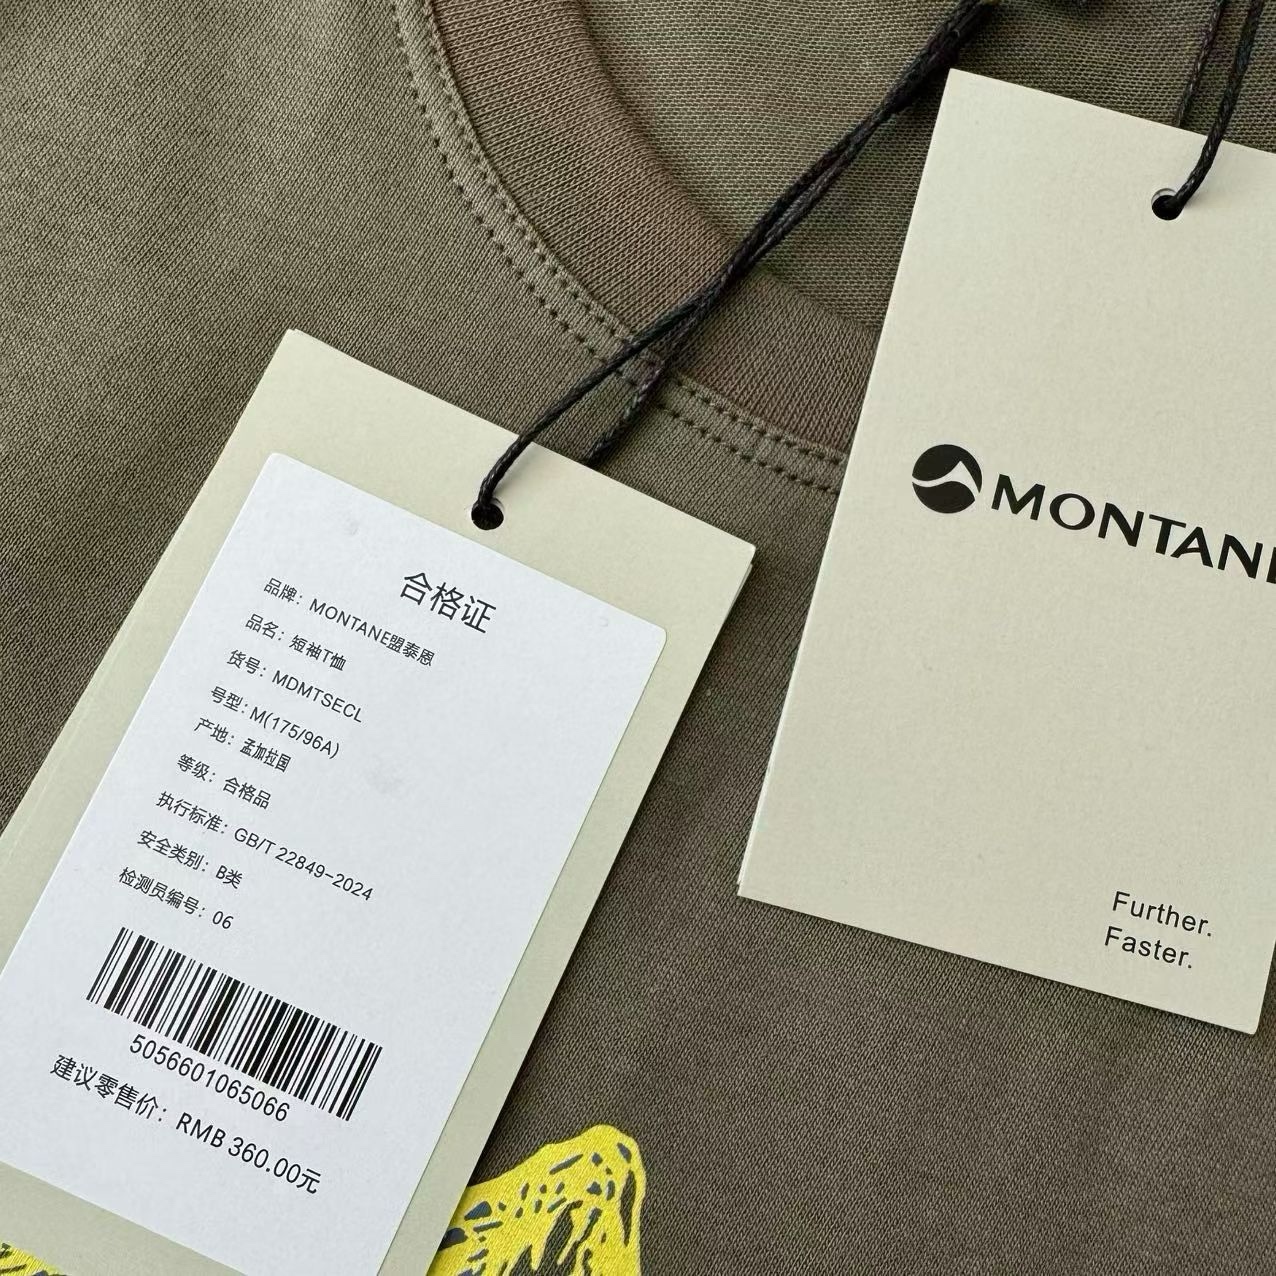 合格证
品牌：MONTANE盟泰恩
品名：短袖T恤
货号：MDMTSECL
号型：M(175/96A)
产地：孟加拉国
等级：合格品
执行标准：GB/T 22849-2024
安全类别：B类
检测员编号：06
5056601065066
建议零售价：RMB 360.00元
MONTANE
Further.
Faster.